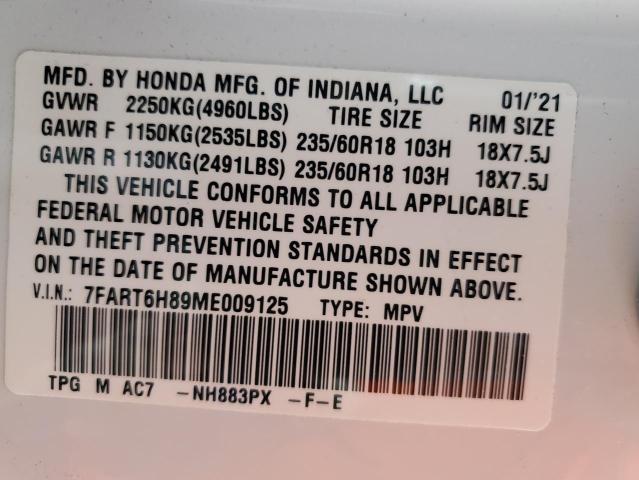 MFD. BY HONDA MFG. OF INDIANA, LLC 01/'21
GVWR 2250KG(4960LBS) TIRE SIZE RIM SIZE
GAWR F 1150KG(2535LBS) 235/60R18 103H 18X7.5J
GAWR R 1130KG(2491LBS) 235/60R18 103H 18X7.5J
THIS VEHICLE CONFORMS TO ALL APPLICABLE
FEDERAL MOTOR VEHICLE SAFETY
AND THEFT PREVENTION STANDARDS IN EFFECT
ON THE DATE OF MANUFACTURE SHOWN ABOVE.
V.I.N.: 7FART6H89ME009125 TYPE: MPV
TPG M AC7 -NH883PX -F-E